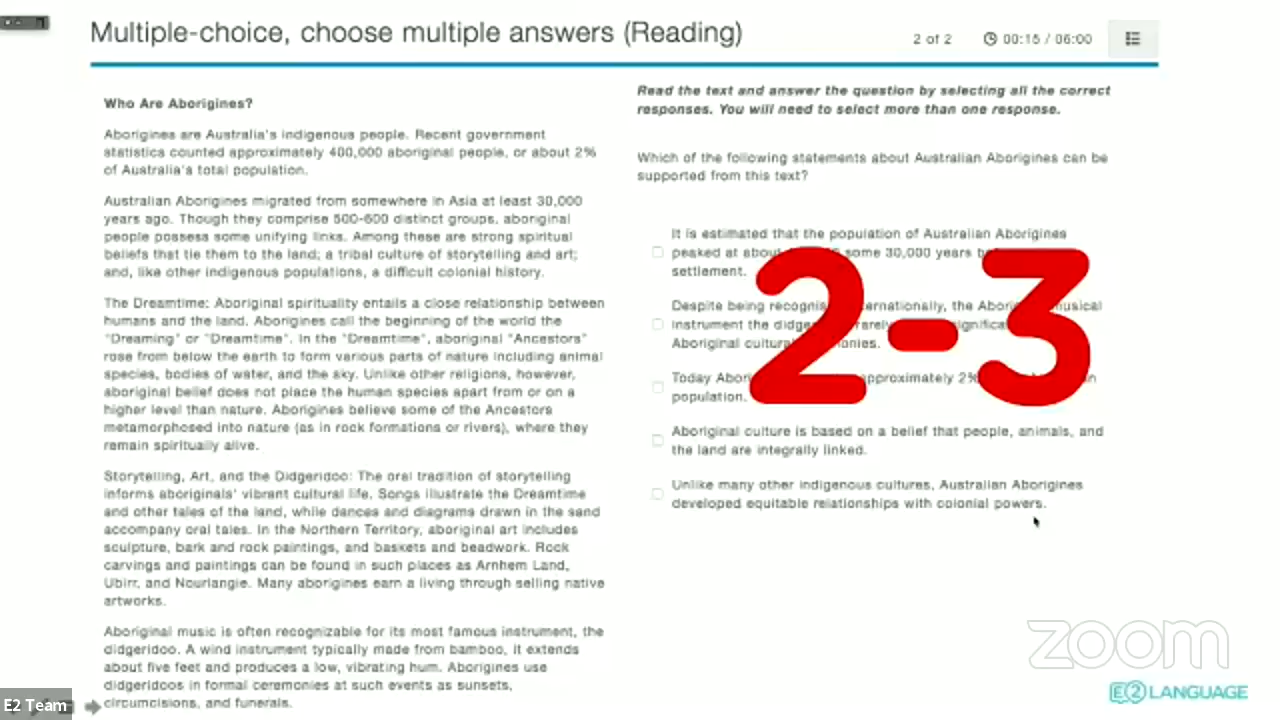 Multiple-choice, choose multiple answers (Reading)
2 of 2
00:15 / 06:00
Who Are Aborigines?
Aborigines are Australia's indigenous people. Recent government
statistics counted approximately 400,000 aboriginal people, or about 2%
of Australia's total population.
Australian Aborigines migrated from somewhere in Asia at least 30,000
years ago. Though they comprise 500-600 distinct groups, aboriginal
people possess some unifying links. Among these are strong spiritual
beliefs that tie them to the land; a tribal culture of storytelling and art;
and, like other indigenous populations, a difficult colonial history.
The Dreamtime: Aboriginal spirituality entails a close relationship between
humans and the land. Aborigines call the beginning of the world the
"Dreaming" or "Dreamtime". In the "Dreamtime", aboriginal "Ancestors"
rose from below the earth to form various parts of nature including animal
species, bodies of water, and the sky. Unlike other religions, however,
aboriginal belief does not place the human species apart from or on a
higher level than nature. Aborigines believe some of the Ancestors
metamorphosed into nature (as in rock formations or rivers), where they
remain spiritually alive.
Storytelling, Art, and the Didgeridoo: The oral tradition of storytelling
informs aboriginals' vibrant cultural life. Songs illustrate the Dreamtime
and other tales of the land, while dances and diagrams drawn in the sand
accompany oral tales. In the Northern Territory, aboriginal art includes
sculpture, bark and rock paintings, and baskets and beadwork. Rock
carvings and paintings can be found in such places as Arnhem Land,
Ubirr, and Nourlangie. Many aborigines earn a living through selling native
artworks.
Aboriginal music is often recognizable for its most famous instrument, the
didgeridoo. A wind instrument typically made from bamboo, it extends
about five feet and produces a low, vibrating hum. Aborigines use
didgeridoos in formal ceremonies at such events as sunsets,
circumcisions, and funerals.
Read the text and answer the question by selecting all the correct
responses. You will need to select more than one response.
Which of the following statements about Australian Aborigines can be
supported from this text?
It is estimated that the population of Australian Aborigines
peaked at about some 30,000 years
settlement.
Despite being the musical
instrument the
Aboriginal
Today approximately 2%
population.
Aboriginal culture is based on a belief that people, animals, and
the land are integrally linked.
Unlike many other indigenous cultures, Australian Aborigines
developed equitable relationships with colonial powers.
2-3
zoom
E2 LANGUAGE
E2 Team